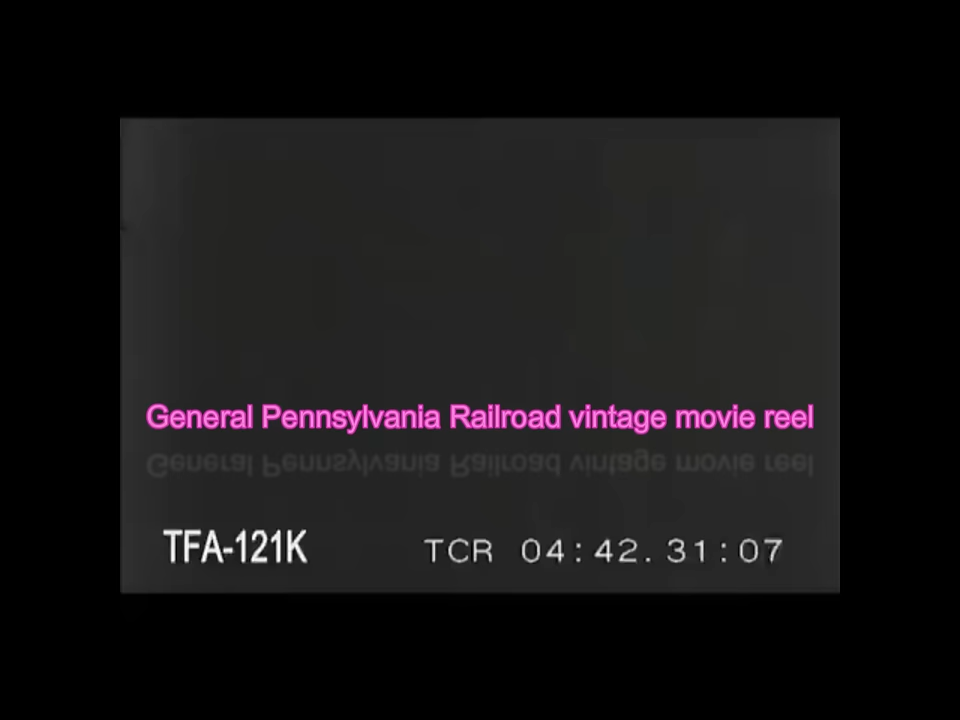 General Pennsylvania Railroad vintage movie reel
TFA-121K TCR 04:42.31:07